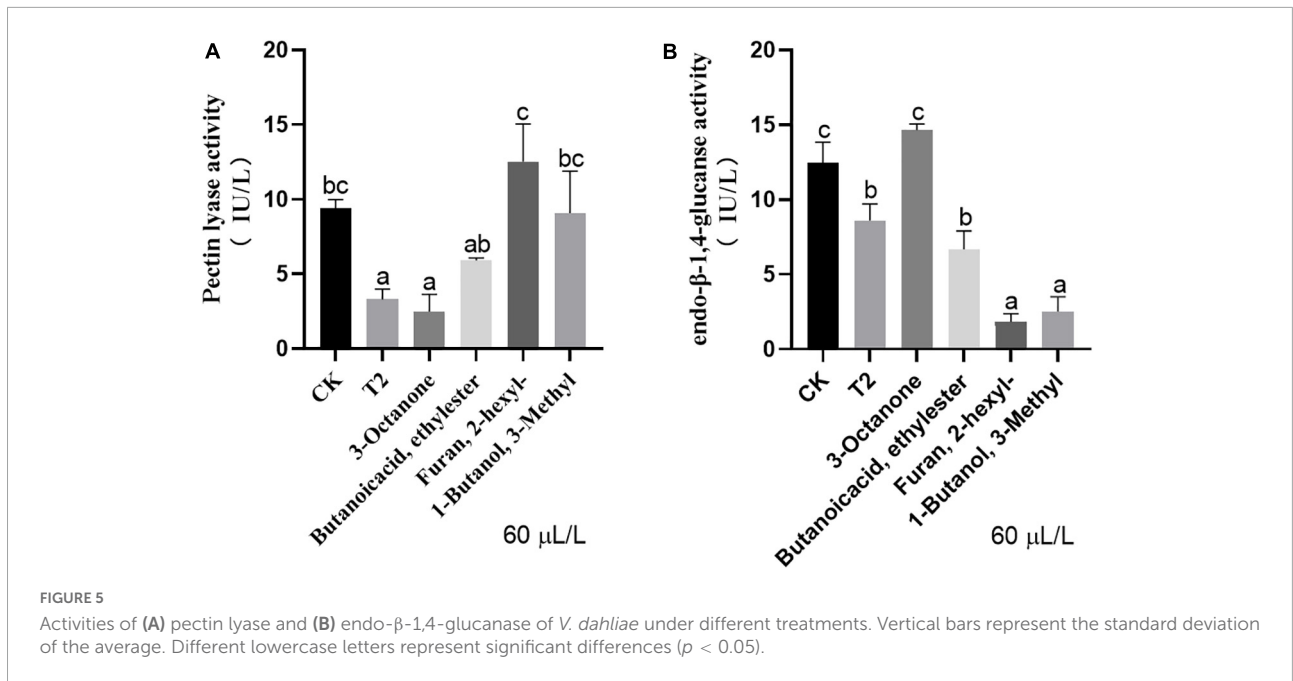 A
Pectin lyase activity
( IU/L)
20
15
10
5
0
bc
a
a
ab
c
bc
CK
T2
3-Octanone
Butanoicacid, ethylester
Furan, 2-hexyl-
1-Butanol, 3-Methyl
60 μL/L
B
endo-β-1,4-glucanse activity
( IU/L)
20
15
10
5
0
c
b
c
b
a
a
CK
T2
3-Octanone
Butanoicacid, ethylester
Furan, 2-hexyl-
1-Butanol, 3-Methyl
60 μL/L
FIGURE 5
Activities of (A) pectin lyase and (B) endo-β-1,4-glucanase of V. dahliae under different treatments. Vertical bars represent the standard deviation
of the average. Different lowercase letters represent significant differences (p < 0.05).